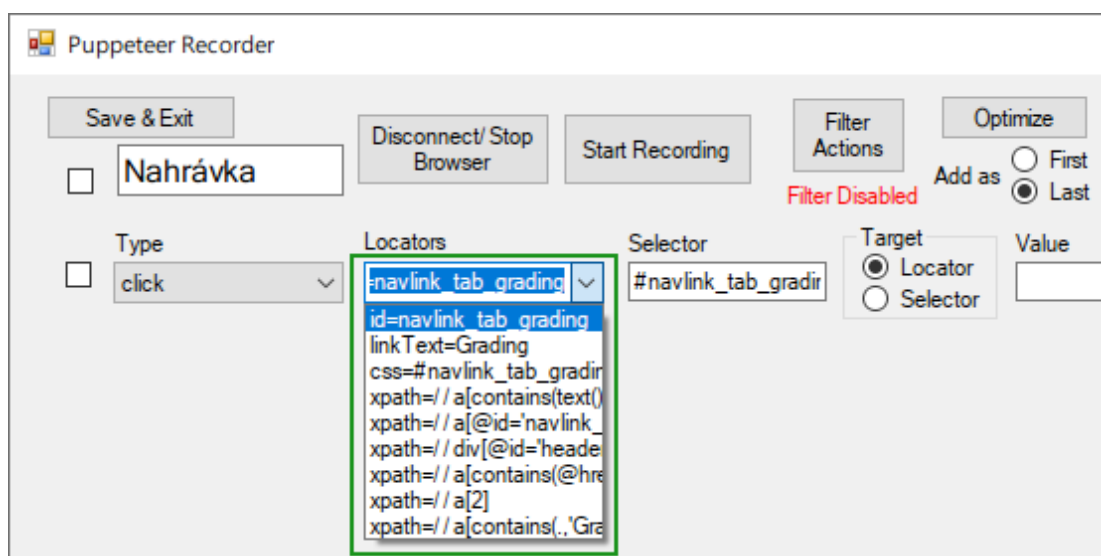 Puppeteer Recorder
Save & Exit
Disconnect/ Stop
Browser
Start Recording
Filter
Actions
Optimize
Nahrávka
Filter Disabled
Add as
First
Last
Type
Locators
Selector
Target
Value
click
=navlink_tab_grading
#navlink_tab_gradin
Locator
Selector
id=navlink_tab_grading
linkText=Grading
css=#navlink_tab_gradin
xpath=//a[contains(text()
xpath=//a[@id='navlink_
xpath=//div[@id='header
xpath=//a[contains(@hre
xpath=//a[2]
xpath=//a[contains(.,'Gra